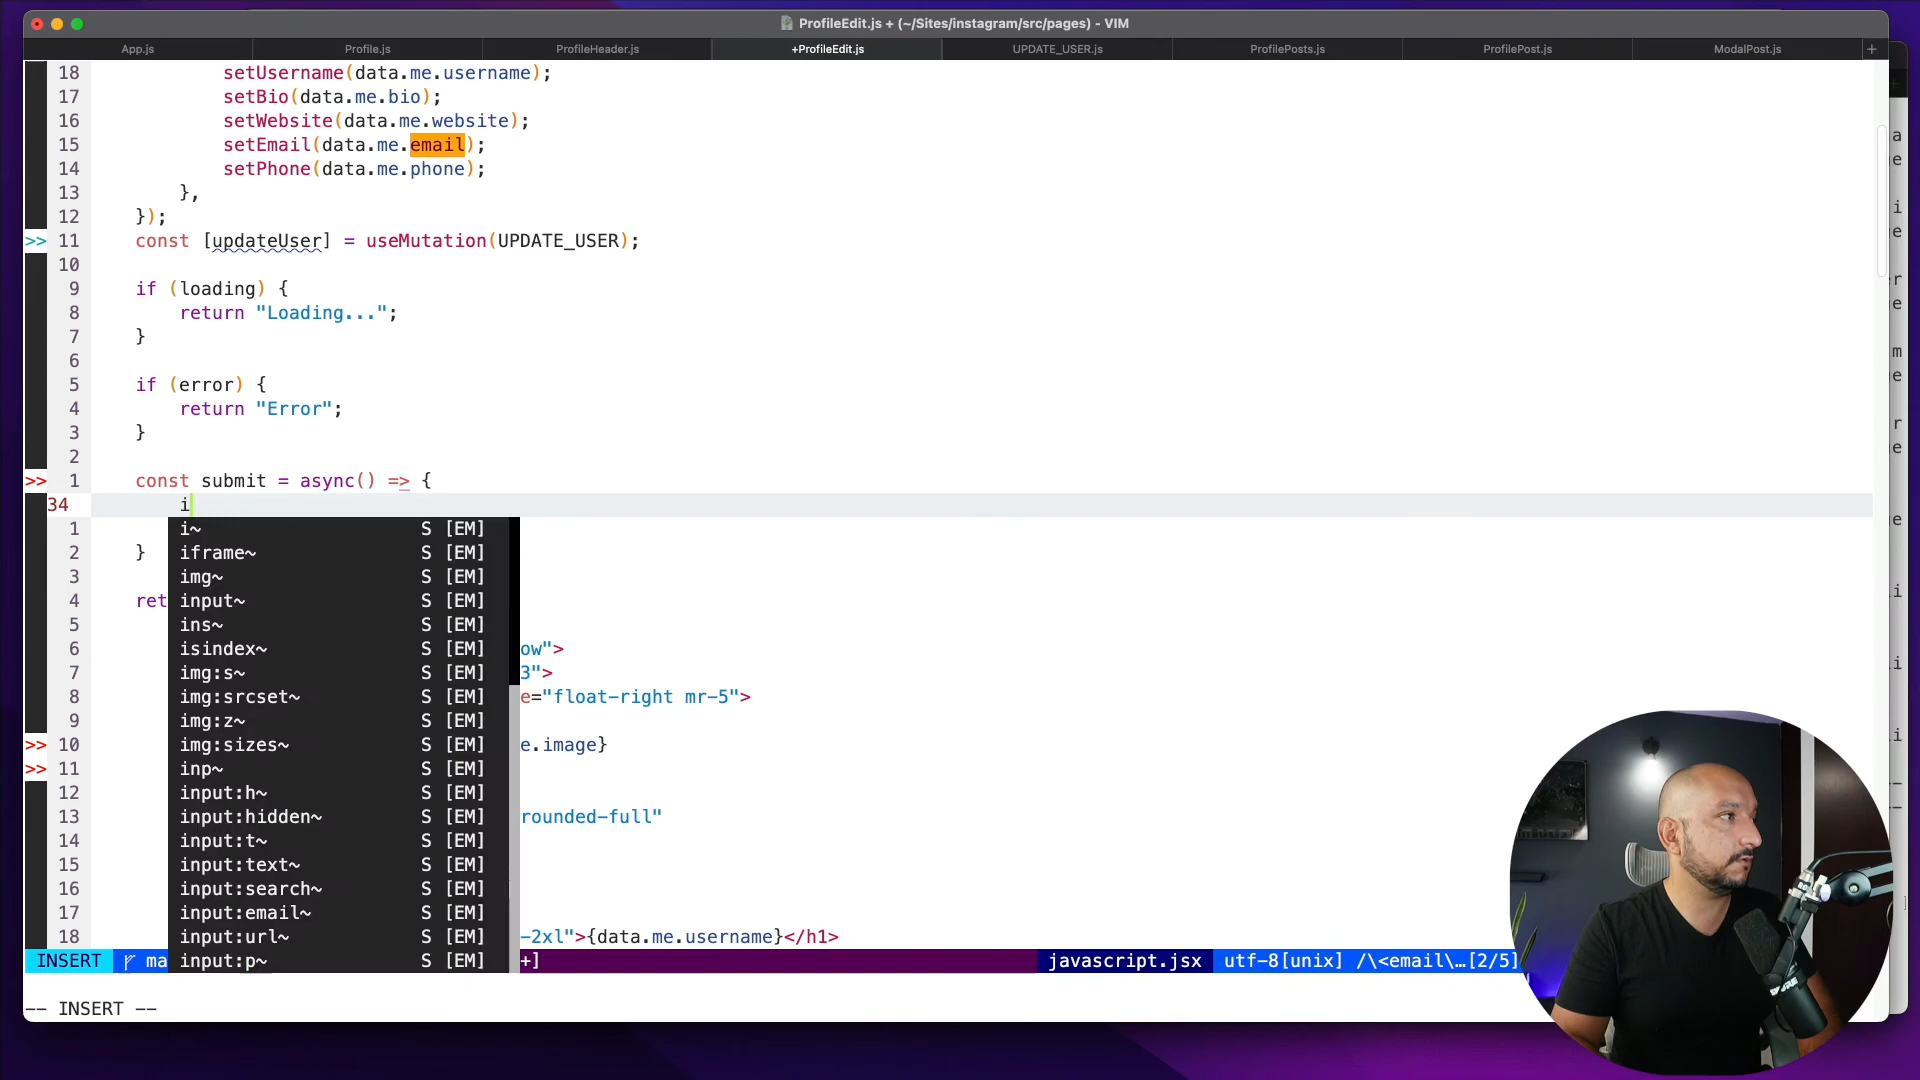 ProfileEdit.js + (~/Sites/instagram/src/pages) - VIM
App.js Profile.js ProfileHeader.js +ProfileEdit.js UPDATE_USER.js ProfilePosts.js ProfilePost.js ModalPost.js +
18 setUsername(data.me.username);
17 setBio(data.me.bio);
16 setWebsite(data.me.website);
15 setEmail(data.me.email);
14 setPhone(data.me.phone);
13 },
12 });
>> 11 const [updateUser] = useMutation(UPDATE_USER);
10
9 if (loading) {
8 return "Loading...";
7 }
6
5 if (error) {
4 return "Error";
3 }
2
>> 1 const submit = async() => {
34 i
1 i~ S [EM]
2 } iframe~ S [EM]
3 img~ S [EM]
4 ret input~ S [EM]
5 ins~ S [EM]
6 isindex~ S [EM] ow">
7 img:s~ S [EM] 3">
8 img:srcset~ S [EM] e="float-right mr-5">
9 img:z~ S [EM]
>> 10 img:sizes~ S [EM] e.image}
>> 11 inp~ S [EM]
12 input:h~ S [EM]
13 input:hidden~ S [EM] rounded-full"
14 input:t~ S [EM]
15 input:text~ S [EM]
16 input:search~ S [EM]
17 input:email~ S [EM]
18 input:url~ S [EM] -2xl">{data.me.username}</h1>
INSERT ma input:p~ S [EM] +] javascript.jsx utf-8[unix] /\<email\…[2/5]
-- INSERT --